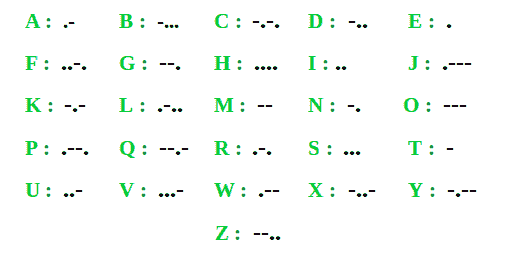 A : .- B : -... C : -.-. D : -.. E : .
F : ..-. G : --. H : .... I : .. J : .---
K : -.- L : .-.. M : -- N : -. O : ---
P : .--. Q : --.- R : .-. S : ... T : -
U : ..- V : ...- W : .-- X : -..- Y : -.--
Z : --..